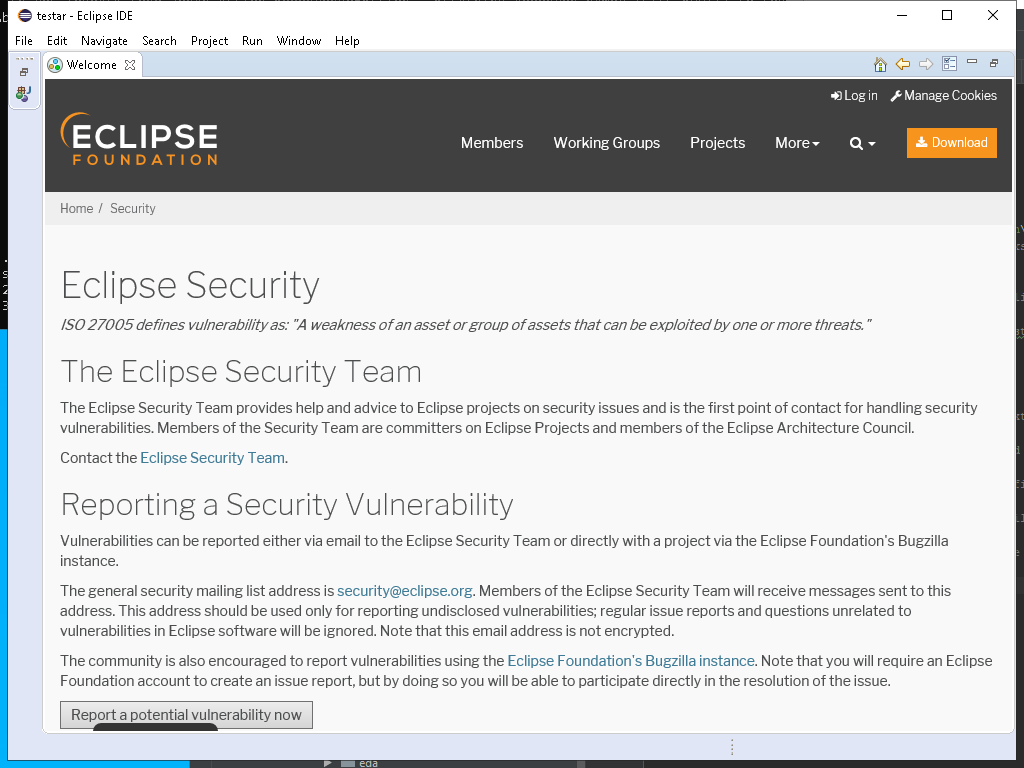 testar - Eclipse IDE
File Edit Navigate Search Project Run Window Help
Welcome
Log in Manage Cookies
ECLIPSE
FOUNDATION
Members Working Groups Projects More Download
Home / Security
Eclipse Security
ISO 27005 defines vulnerability as: "A weakness of an asset or group of assets that can be exploited by one or more threats."
The Eclipse Security Team
The Eclipse Security Team provides help and advice to Eclipse projects on security issues and is the first point of contact for handling security
vulnerabilities. Members of the Security Team are committers on Eclipse Projects and members of the Eclipse Architecture Council.
Contact the Eclipse Security Team.
Reporting a Security Vulnerability
Vulnerabilities can be reported either via email to the Eclipse Security Team or directly with a project via the Eclipse Foundation's Bugzilla
instance.
The general security mailing list address is security@eclipse.org. Members of the Eclipse Security Team will receive messages sent to this
address. This address should be used only for reporting undisclosed vulnerabilities; regular issue reports and questions unrelated to
vulnerabilities in Eclipse software will be ignored. Note that this email address is not encrypted.
The community is also encouraged to report vulnerabilities using the Eclipse Foundation's Bugzilla instance. Note that you will require an Eclipse
Foundation account to create an issue report, but by doing so you will be able to participate directly in the resolution of the issue.
Report a potential vulnerability now
eda